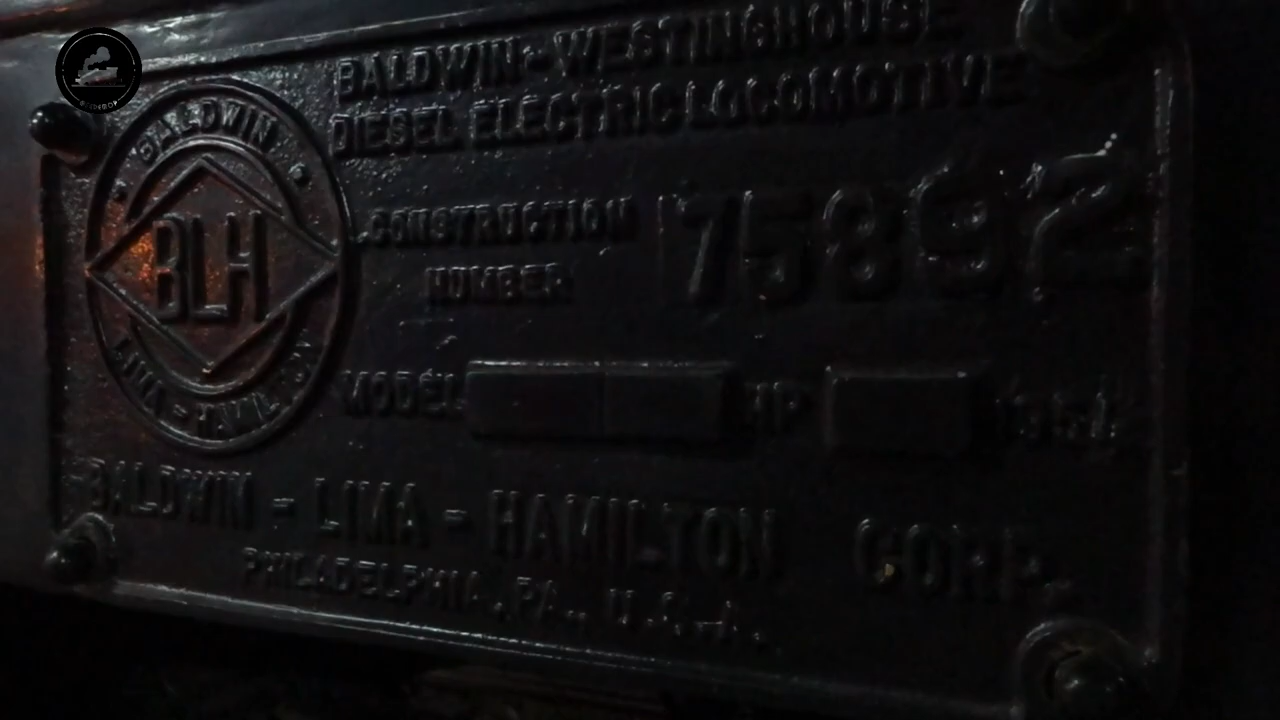 BALDWIN-WESTINGHOUSE
DIESEL ELECTRIC LOCOMOTIVE
BALDWIN
BLH
LIMA-HAMILTON
CONSTRUCTION
NUMBER
75892
MODEL
HP
BALDWIN - LIMA - HAMILTON CORP.
PHILADELPHIA, PA., U.S.A.